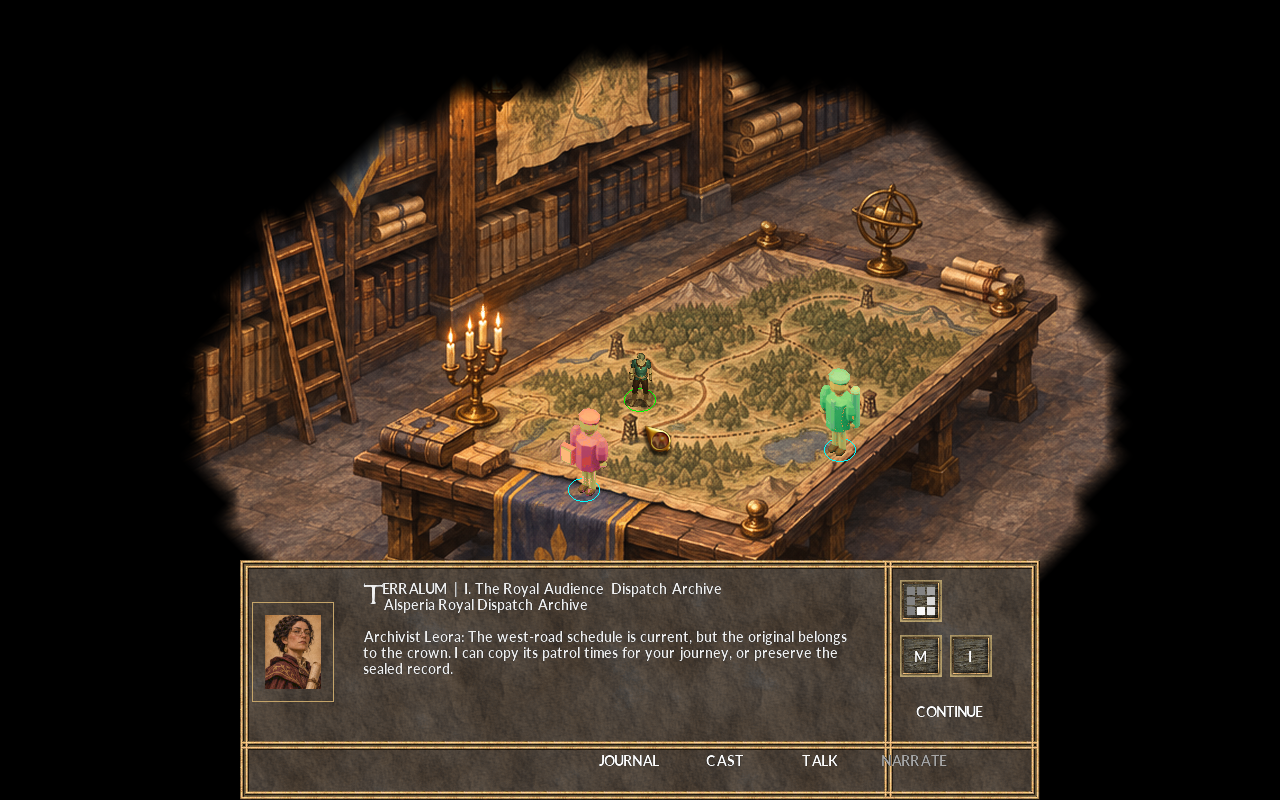 TERRALUM | I. The Royal Audience Dispatch Archive
Alsperia Royal Dispatch Archive
Archivist Leora: The west-road schedule is current, but the original belongs
to the crown. I can copy its patrol times for your journey, or preserve the
sealed record.
M I
CONTINUE
JOURNAL CAST TALK NARRATE